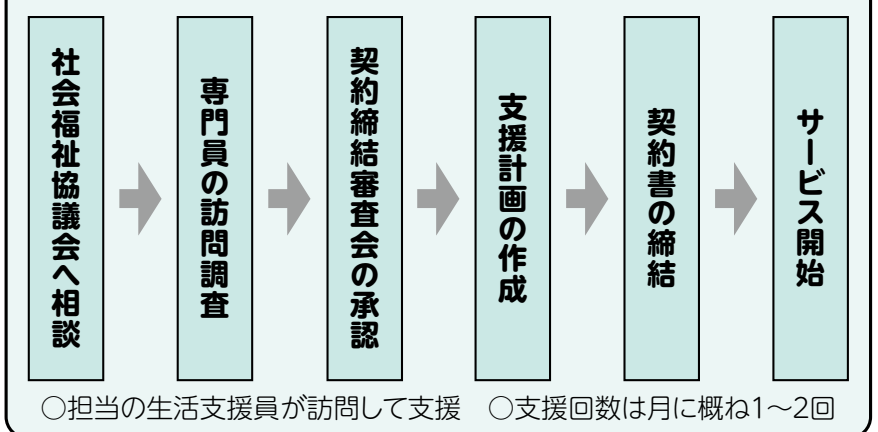 社会福祉協議会へ相談
専門員の訪問調査
契約締結審査会の承認
支援計画の作成
契約書の締結
サービス開始
○担当の生活支援員が訪問して支援　○支援回数は月に概ね1～2回